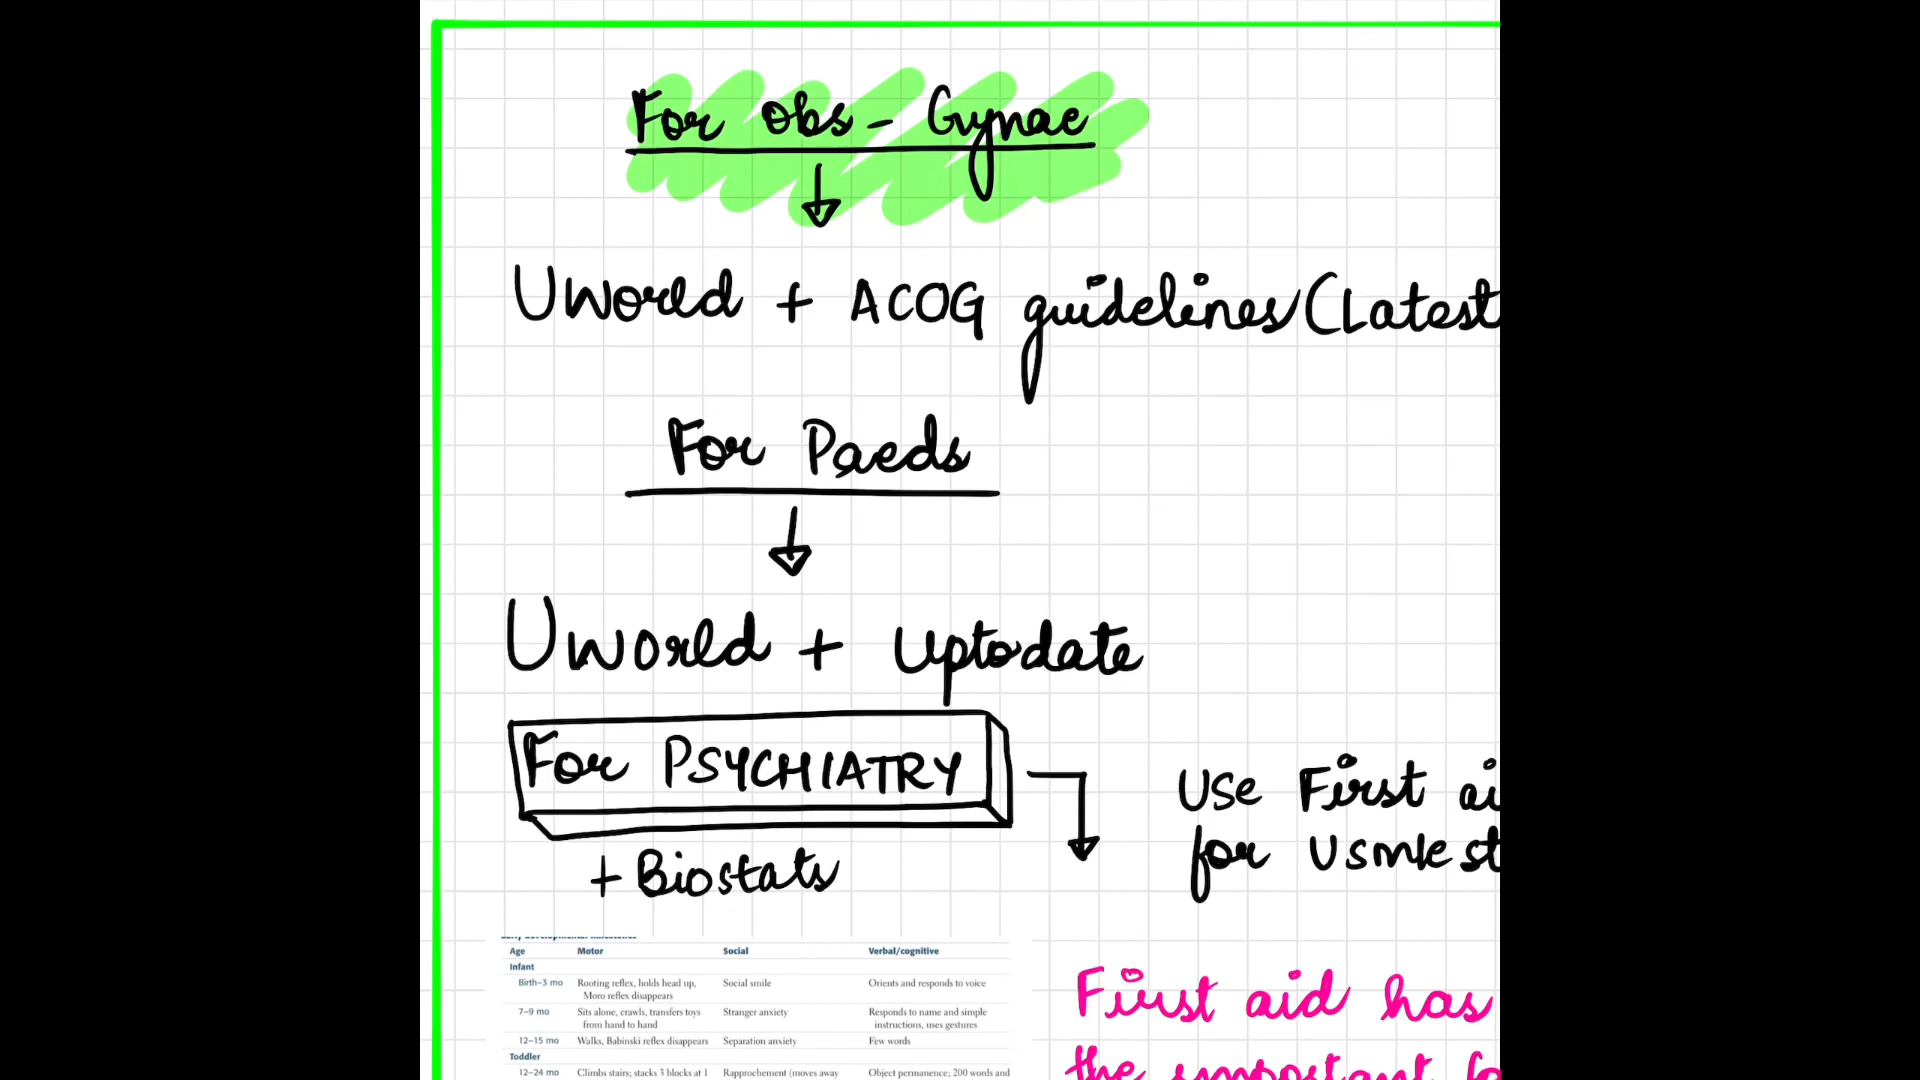 For Obs - Gynae
Uworld + ACOG guidelines (Latest
For Paeds
Uworld + Uptodate
For PSYCHIATRY
+ Biostats
Use First ai
for Usmle st
Age Motor Social Verbal/cognitive
Infant
Birth–3 mo Rooting reflex, holds head up, Social smile Orients and responds to voice
Moro reflex disappears
7–9 mo Sits alone, crawls, transfers toys Stranger anxiety Responds to name and simple
from hand to hand instructions, uses gestures
12–15 mo Walks, Babinski reflex disappears Separation anxiety Few words
Toddler
12–24 mo Climbs stairs; stacks 3 blocks at 1 Rapprochement (moves away Object permanence; 200 words and
First aid has
the important